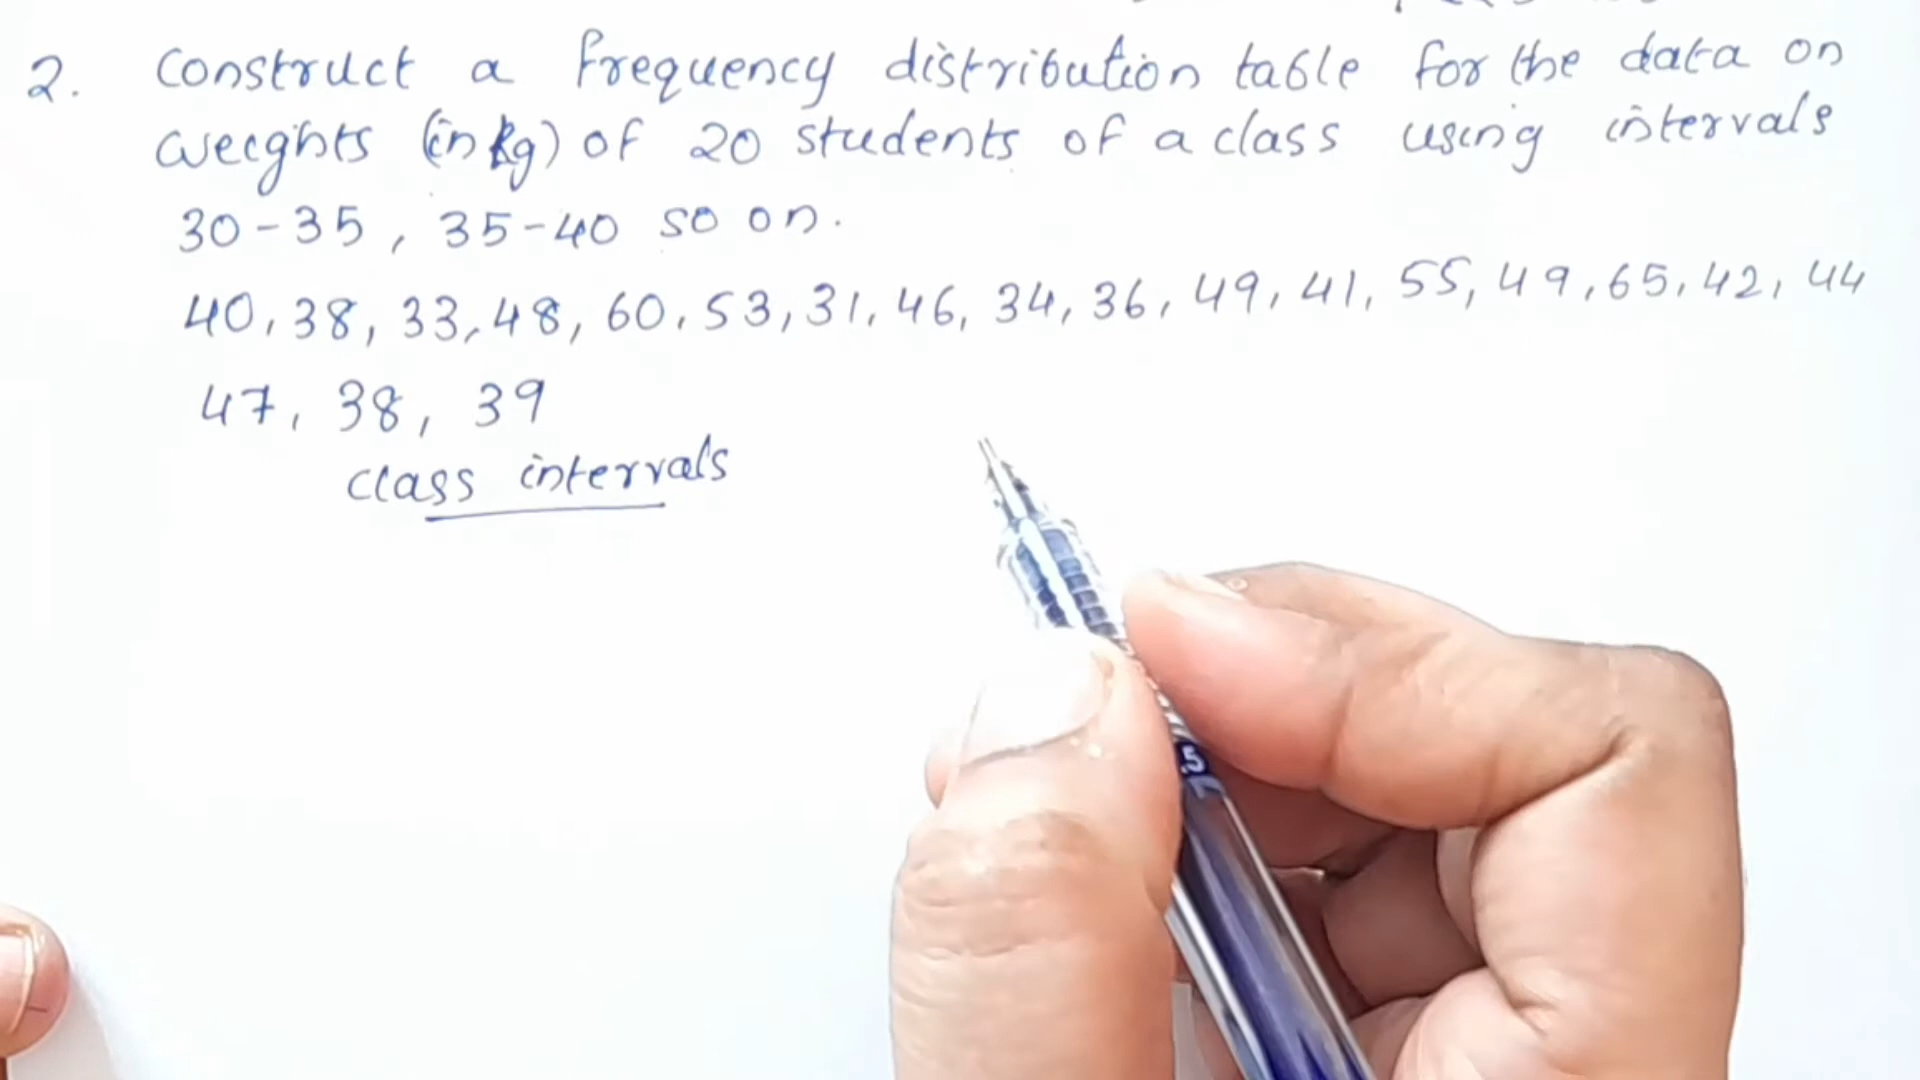 2. Construct a frequency distribution table for the data on
weights (in kg) of 20 students of a class using intervals
30-35, 35-40 so on.
40, 38, 33, 48, 60, 53, 31, 46, 34, 36, 49, 41, 55, 49, 65, 42, 44
47, 38, 39
class intervals
.5